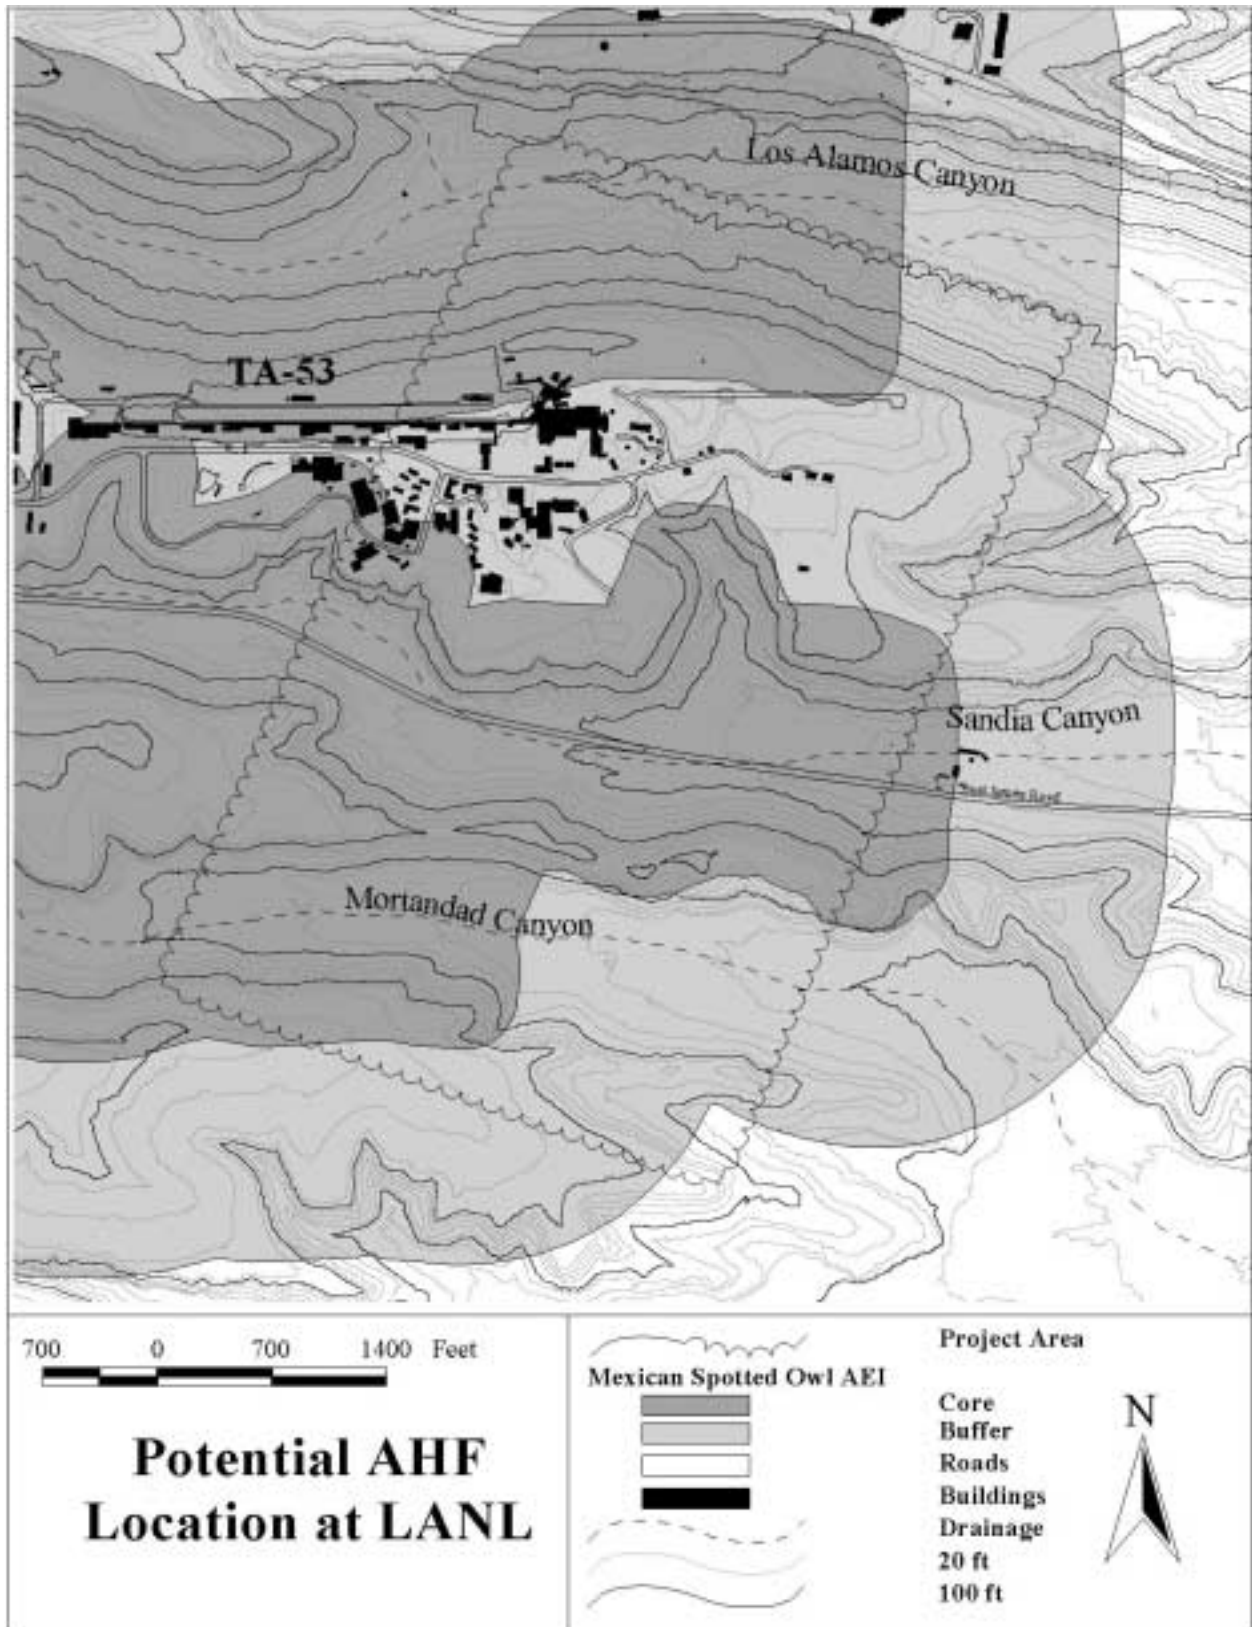 Los Alamos Canyon
TA-53
Sandia Canyon
Mortandad Canyon
700 0 700 1400 Feet
Potential AHF
Location at LANL
Project Area
Mexican Spotted Owl AEI
Core
Buffer
Roads
Buildings
Drainage
20 ft
100 ft
N